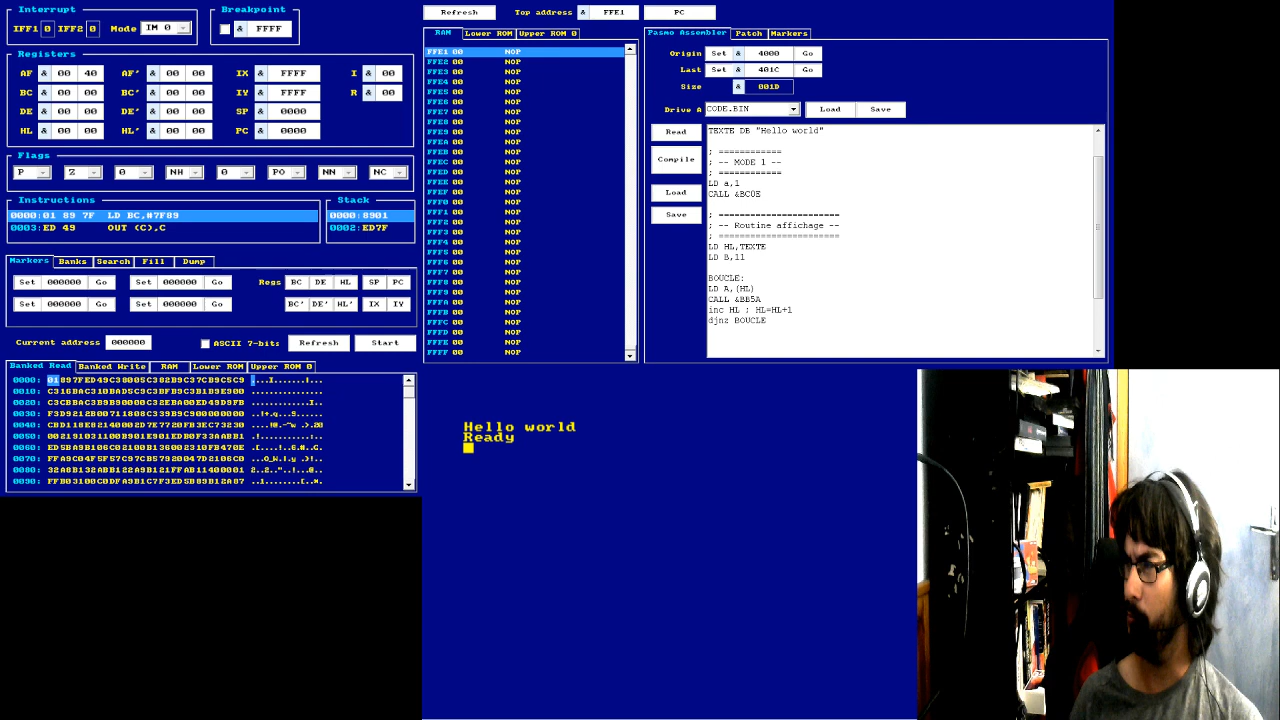 Interrupt
IFF1 0 IFF2 0 Mode IM 0
Breakpoint
& FFFF
Registers
AF & 00 40 AF' & 00 00 IX & FFFF I & 00
BC & 00 00 BC' & 00 00 IY & FFFF R & 00
DE & 00 00 DE' & 00 00 SP & 0000
HL & 00 00 HL' & 00 00 PC & 0000
Flags
P Z 0 NH 0 PO NN NC
Instructions
0000:01 89 7F LD BC,#7F89
0003:ED 49 OUT (C),C
Stack
0000:8901
0002:ED7F
Markers Banks Search Fill Dump
Set 000000 Go Set 000000 Go Regs BC DE HL SP PC
Set 000000 Go Set 000000 Go BC' DE' HL' IX IY
Current address 000000 ASCII 7-bits Refresh Start
Banked Read Banked Write RAM Lower ROM Upper ROM 0
Refresh Top address & FFE1 PC
RAM Lower ROM Upper ROM 0
FFE1 00 NOP
FFE2 00 NOP
FFE3 00 NOP
FFE4 00 NOP
FFE5 00 NOP
FFE6 00 NOP
FFE7 00 NOP
FFE8 00 NOP
FFE9 00 NOP
FFEA 00 NOP
FFEB 00 NOP
FFEC 00 NOP
FFED 00 NOP
FFEE 00 NOP
FFEF 00 NOP
FFF0 00 NOP
FFF1 00 NOP
FFF2 00 NOP
FFF3 00 NOP
FFF4 00 NOP
FFF5 00 NOP
FFF6 00 NOP
FFF7 00 NOP
FFF8 00 NOP
FFF9 00 NOP
FFFA 00 NOP
FFFB 00 NOP
FFFC 00 NOP
FFFD 00 NOP
FFFE 00 NOP
FFFF 00 NOP
Pasmo Assembler Patch Markers
Origin Set & 4000 Go
Last Set & 401C Go
Size & 001D
Drive A CODE.BIN Load Save
Read
Compile
Load
Save
TEXTE DB "Hello world"
; ============
; -- MODE 1 --
; ============
LD a,1
CALL &BC0E
; ======================
; -- Routine affichage --
; ======================
LD HL,TEXTE
LD B,11
BOUCLE:
LD A,(HL)
CALL &BB5A
inc HL ; HL=HL+1
djnz BOUCLE
Hello world
Ready